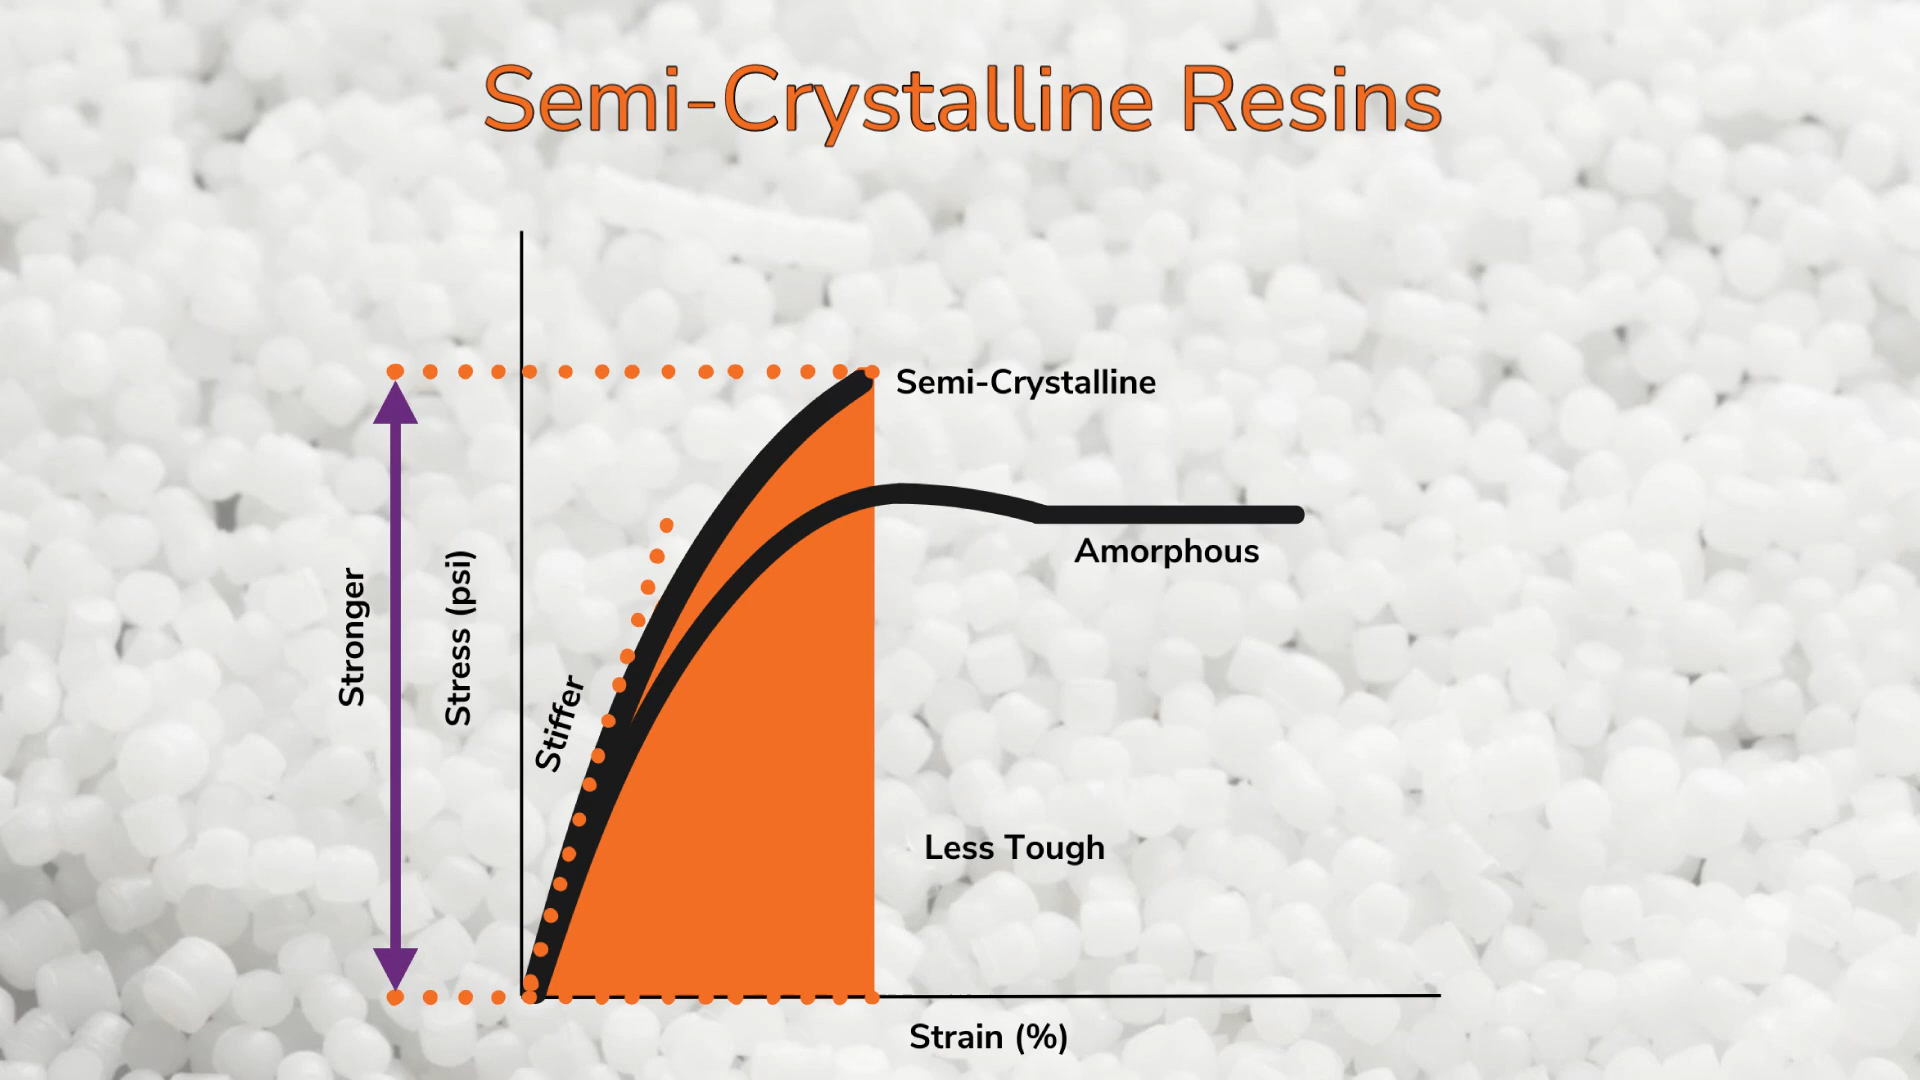 Semi-Crystalline Resins
Semi-Crystalline
Amorphous
Stronger
Stress (psi)
Stiffer
Less Tough
Strain (%)